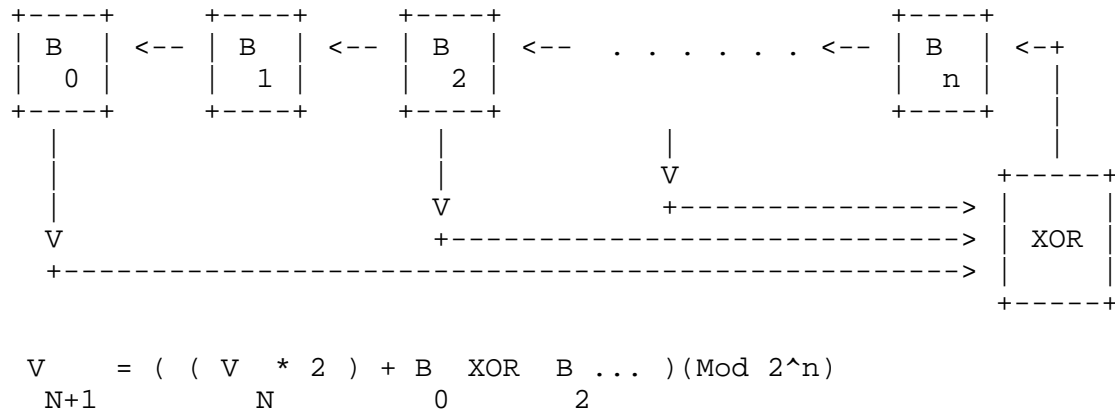 +----+ +----+ +----+ +----+
| B | <-- | B | <-- | B | <-- . . . . . . <-- | B | <-+
| 0 | | 1 | | 2 | | n | |
+----+ +----+ +----+ +----+ |
| | | |
| | V +-----+
| V +----------------> | |
V +-----------------------------> | XOR |
+---------------------------------------------------> | |
+-----+
V = ( ( V * 2 ) + B XOR B ... )(Mod 2^n)
N+1 N 0 2